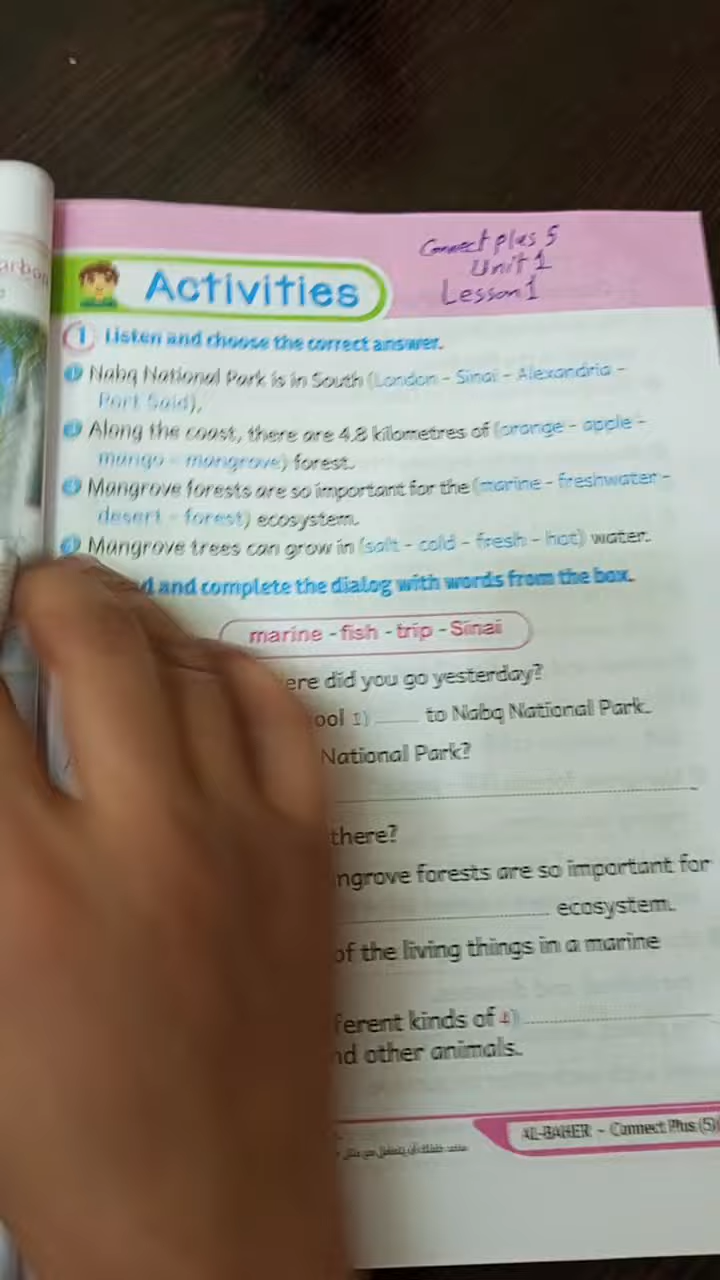 arbon
Connect plus 5
Unit 1
Lesson 1
Activities
1 Listen and choose the correct answer.
Nabq National Park is in South (London - Sinai - Alexandria -
Port Said).
Along the coast, there are 4.8 kilometres of (orange - apple -
mango - mangrove) forest.
Mangrove forests are so important for the (marine - freshwater -
desert - forest) ecosystem.
Mangrove trees can grow in (salt - cold - fresh - hot) water.
and complete the dialog with words from the box.
marine - fish - trip - Sinai
ere did you go yesterday?
ool 1) to Nabq National Park.
National Park?
there?
ngrove forests are so important for
ecosystem.
of the living things in a marine
ferent kinds of 4)
nd other animals.
AL-BAHER - Connect Plus (5)